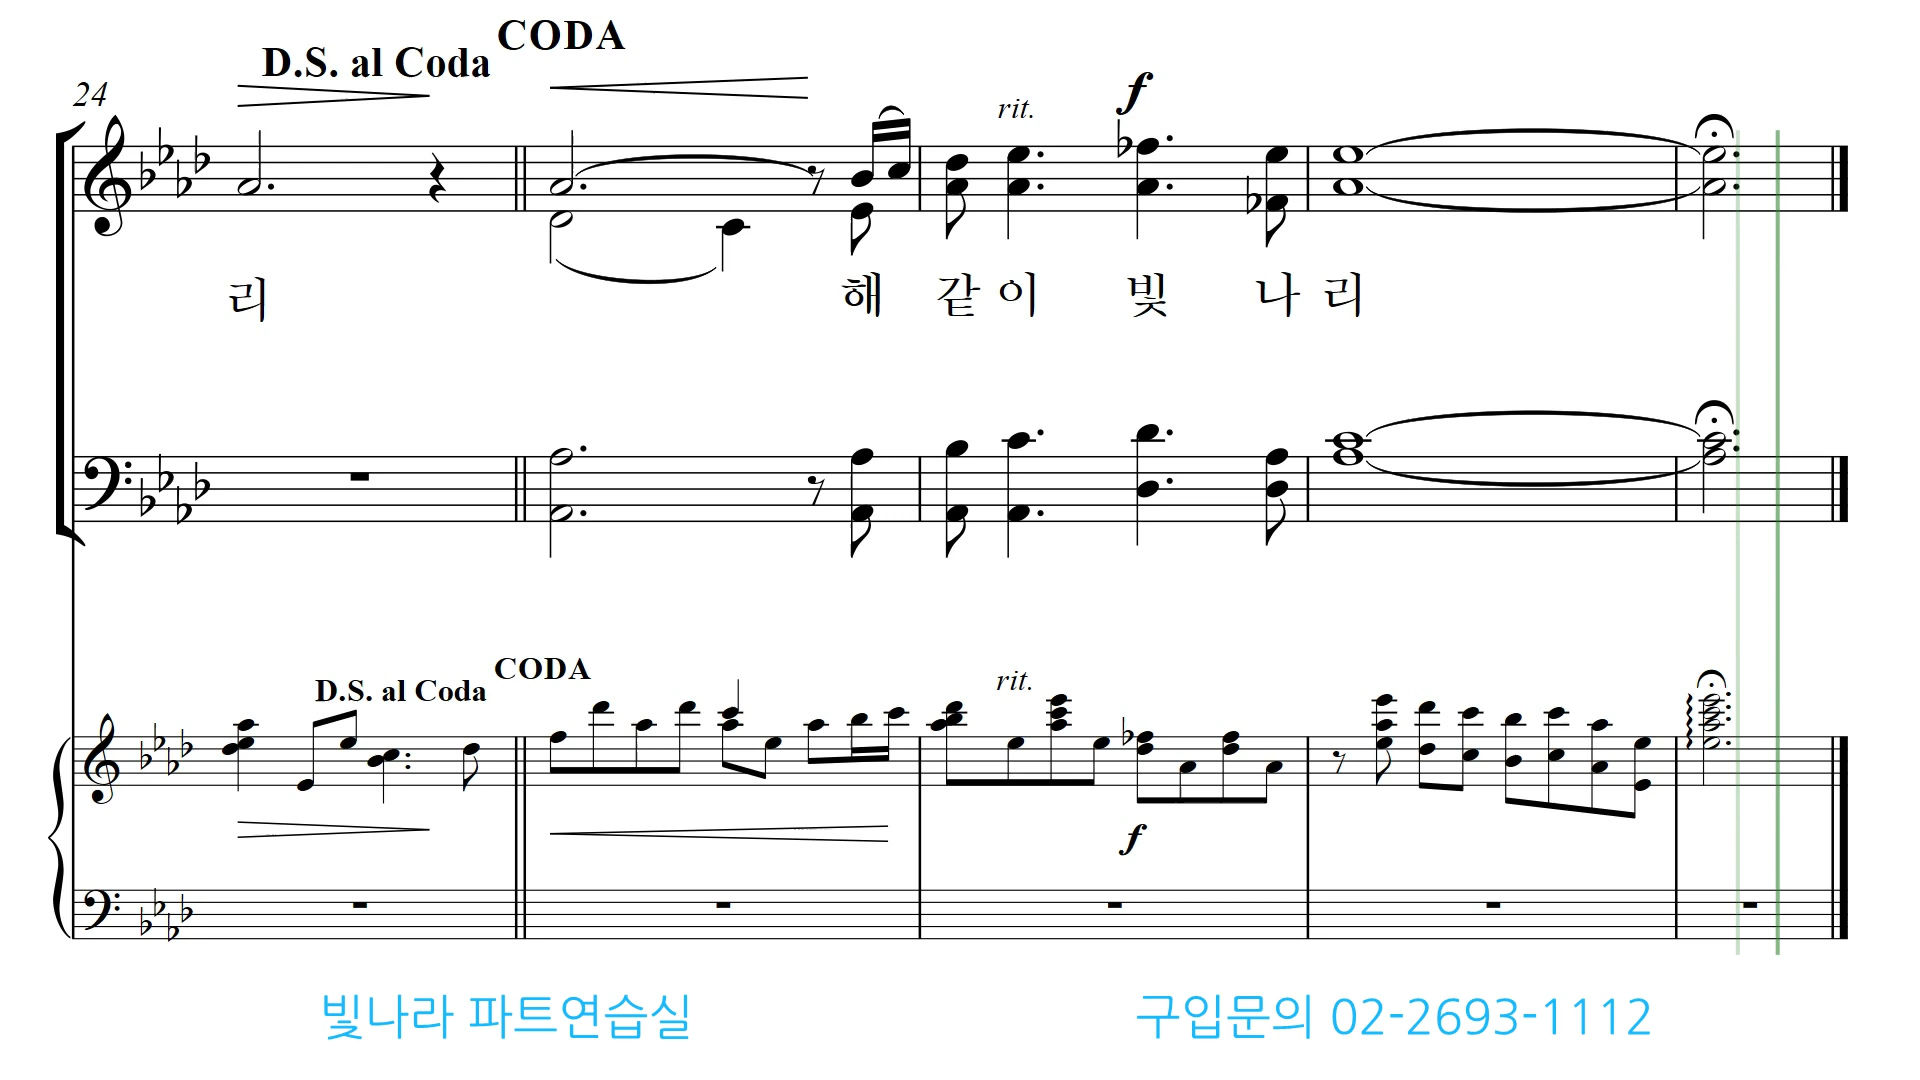 CODA
D.S. al Coda
24
rit.
f
리 해 같 이 빛 나 리
CODA
D.S. al Coda
rit.
f
빛나라 파트연습실
구입문의 02-2693-1112